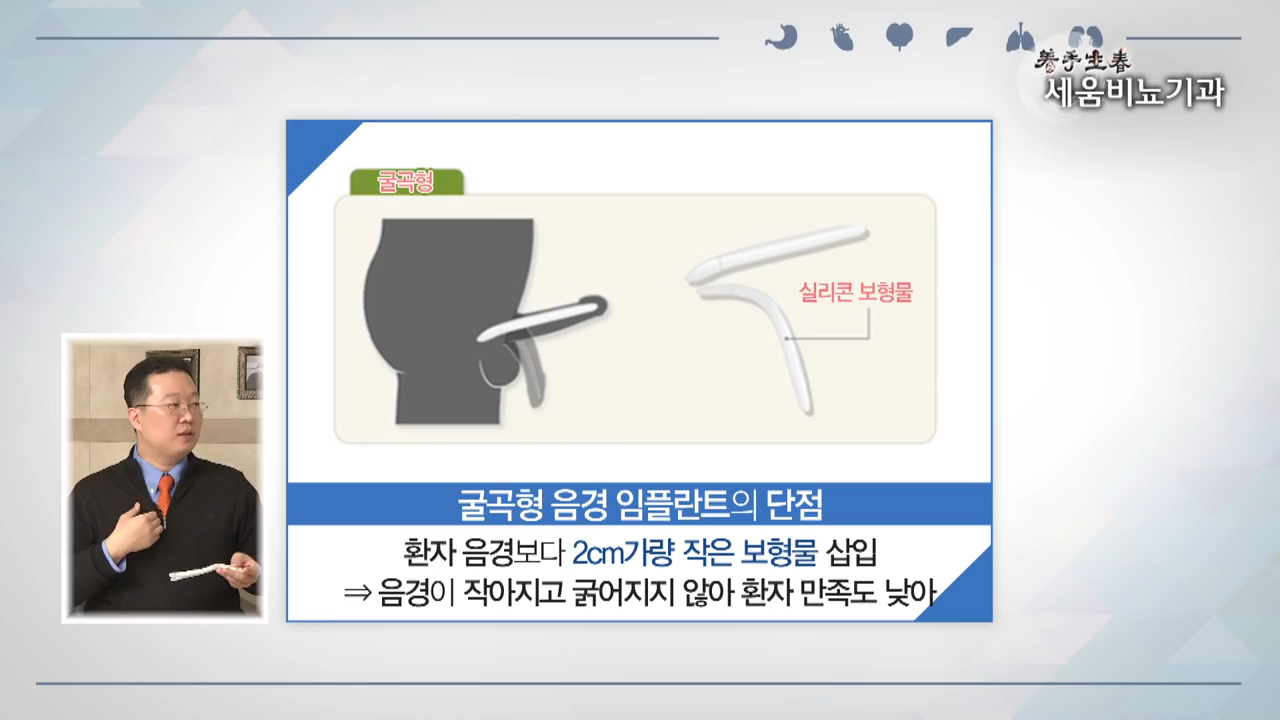 着手生春
세움비뇨기과
굴곡형
실리콘 보형물
굴곡형 음경 임플란트의 단점
환자 음경보다 2cm가량 작은 보형물 삽입
⇒ 음경이 작아지고 굵어지지 않아 환자 만족도 낮아